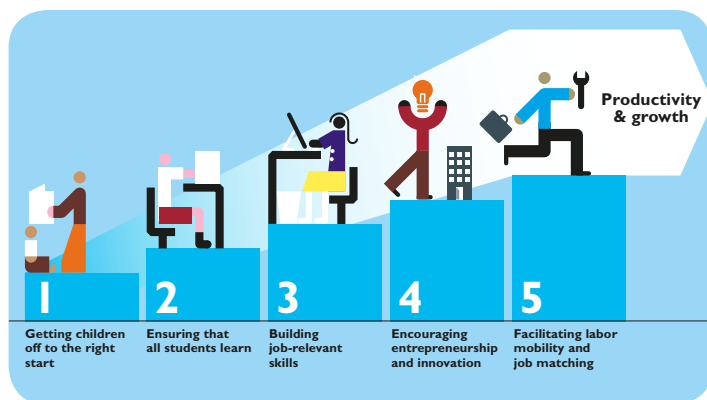 Productivity
& growth
1
2
3
4
5
Getting children
off to the right
start
Ensuring that
all students learn
Building
job-relevant
skills
Encouraging
entrepreneurship
and innovation
Facilitating labor
mobility and
job matching